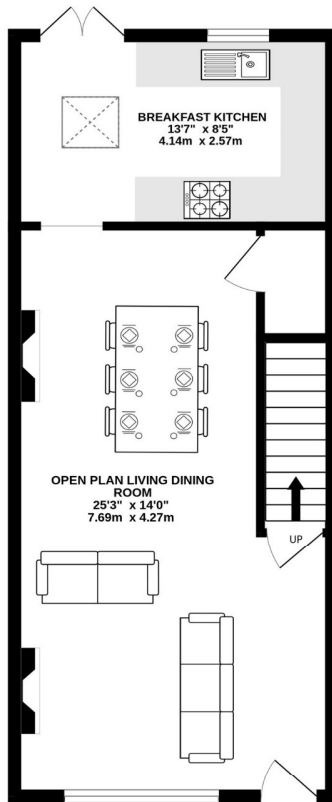 BREAKFAST KITCHEN
13'7" x 8'5"
4.14m x 2.57m
OPEN PLAN LIVING DINING
ROOM
25'3" x 14'0"
7.69m x 4.27m
UP